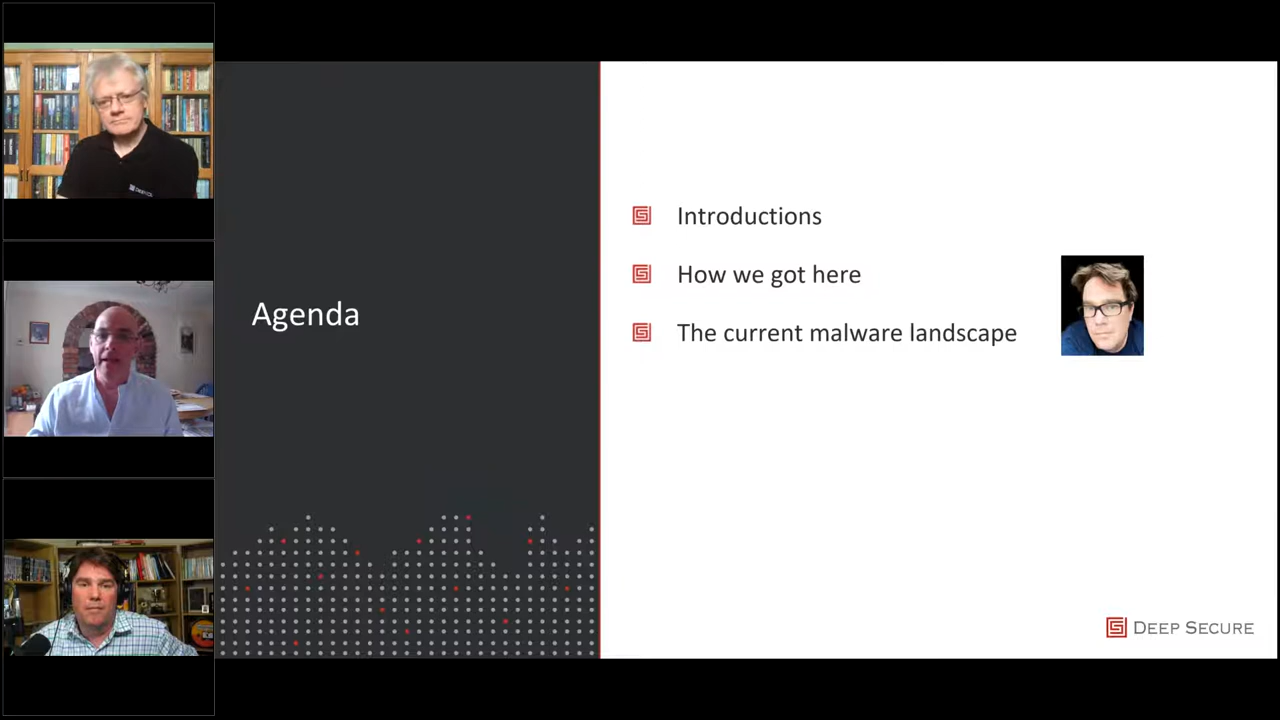 Agenda
Introductions
How we got here
The current malware landscape
DEEP SECURE